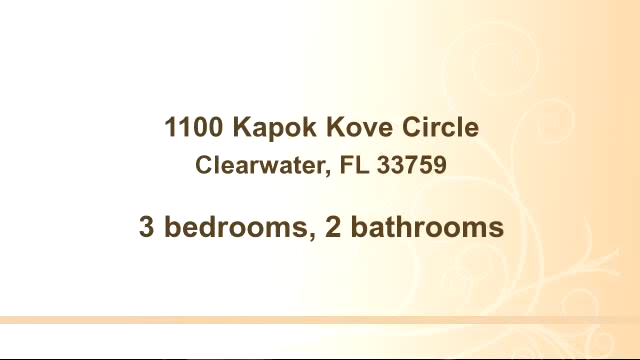 1100 Kapok Kove Circle
Clearwater, FL 33759
3 bedrooms, 2 bathrooms